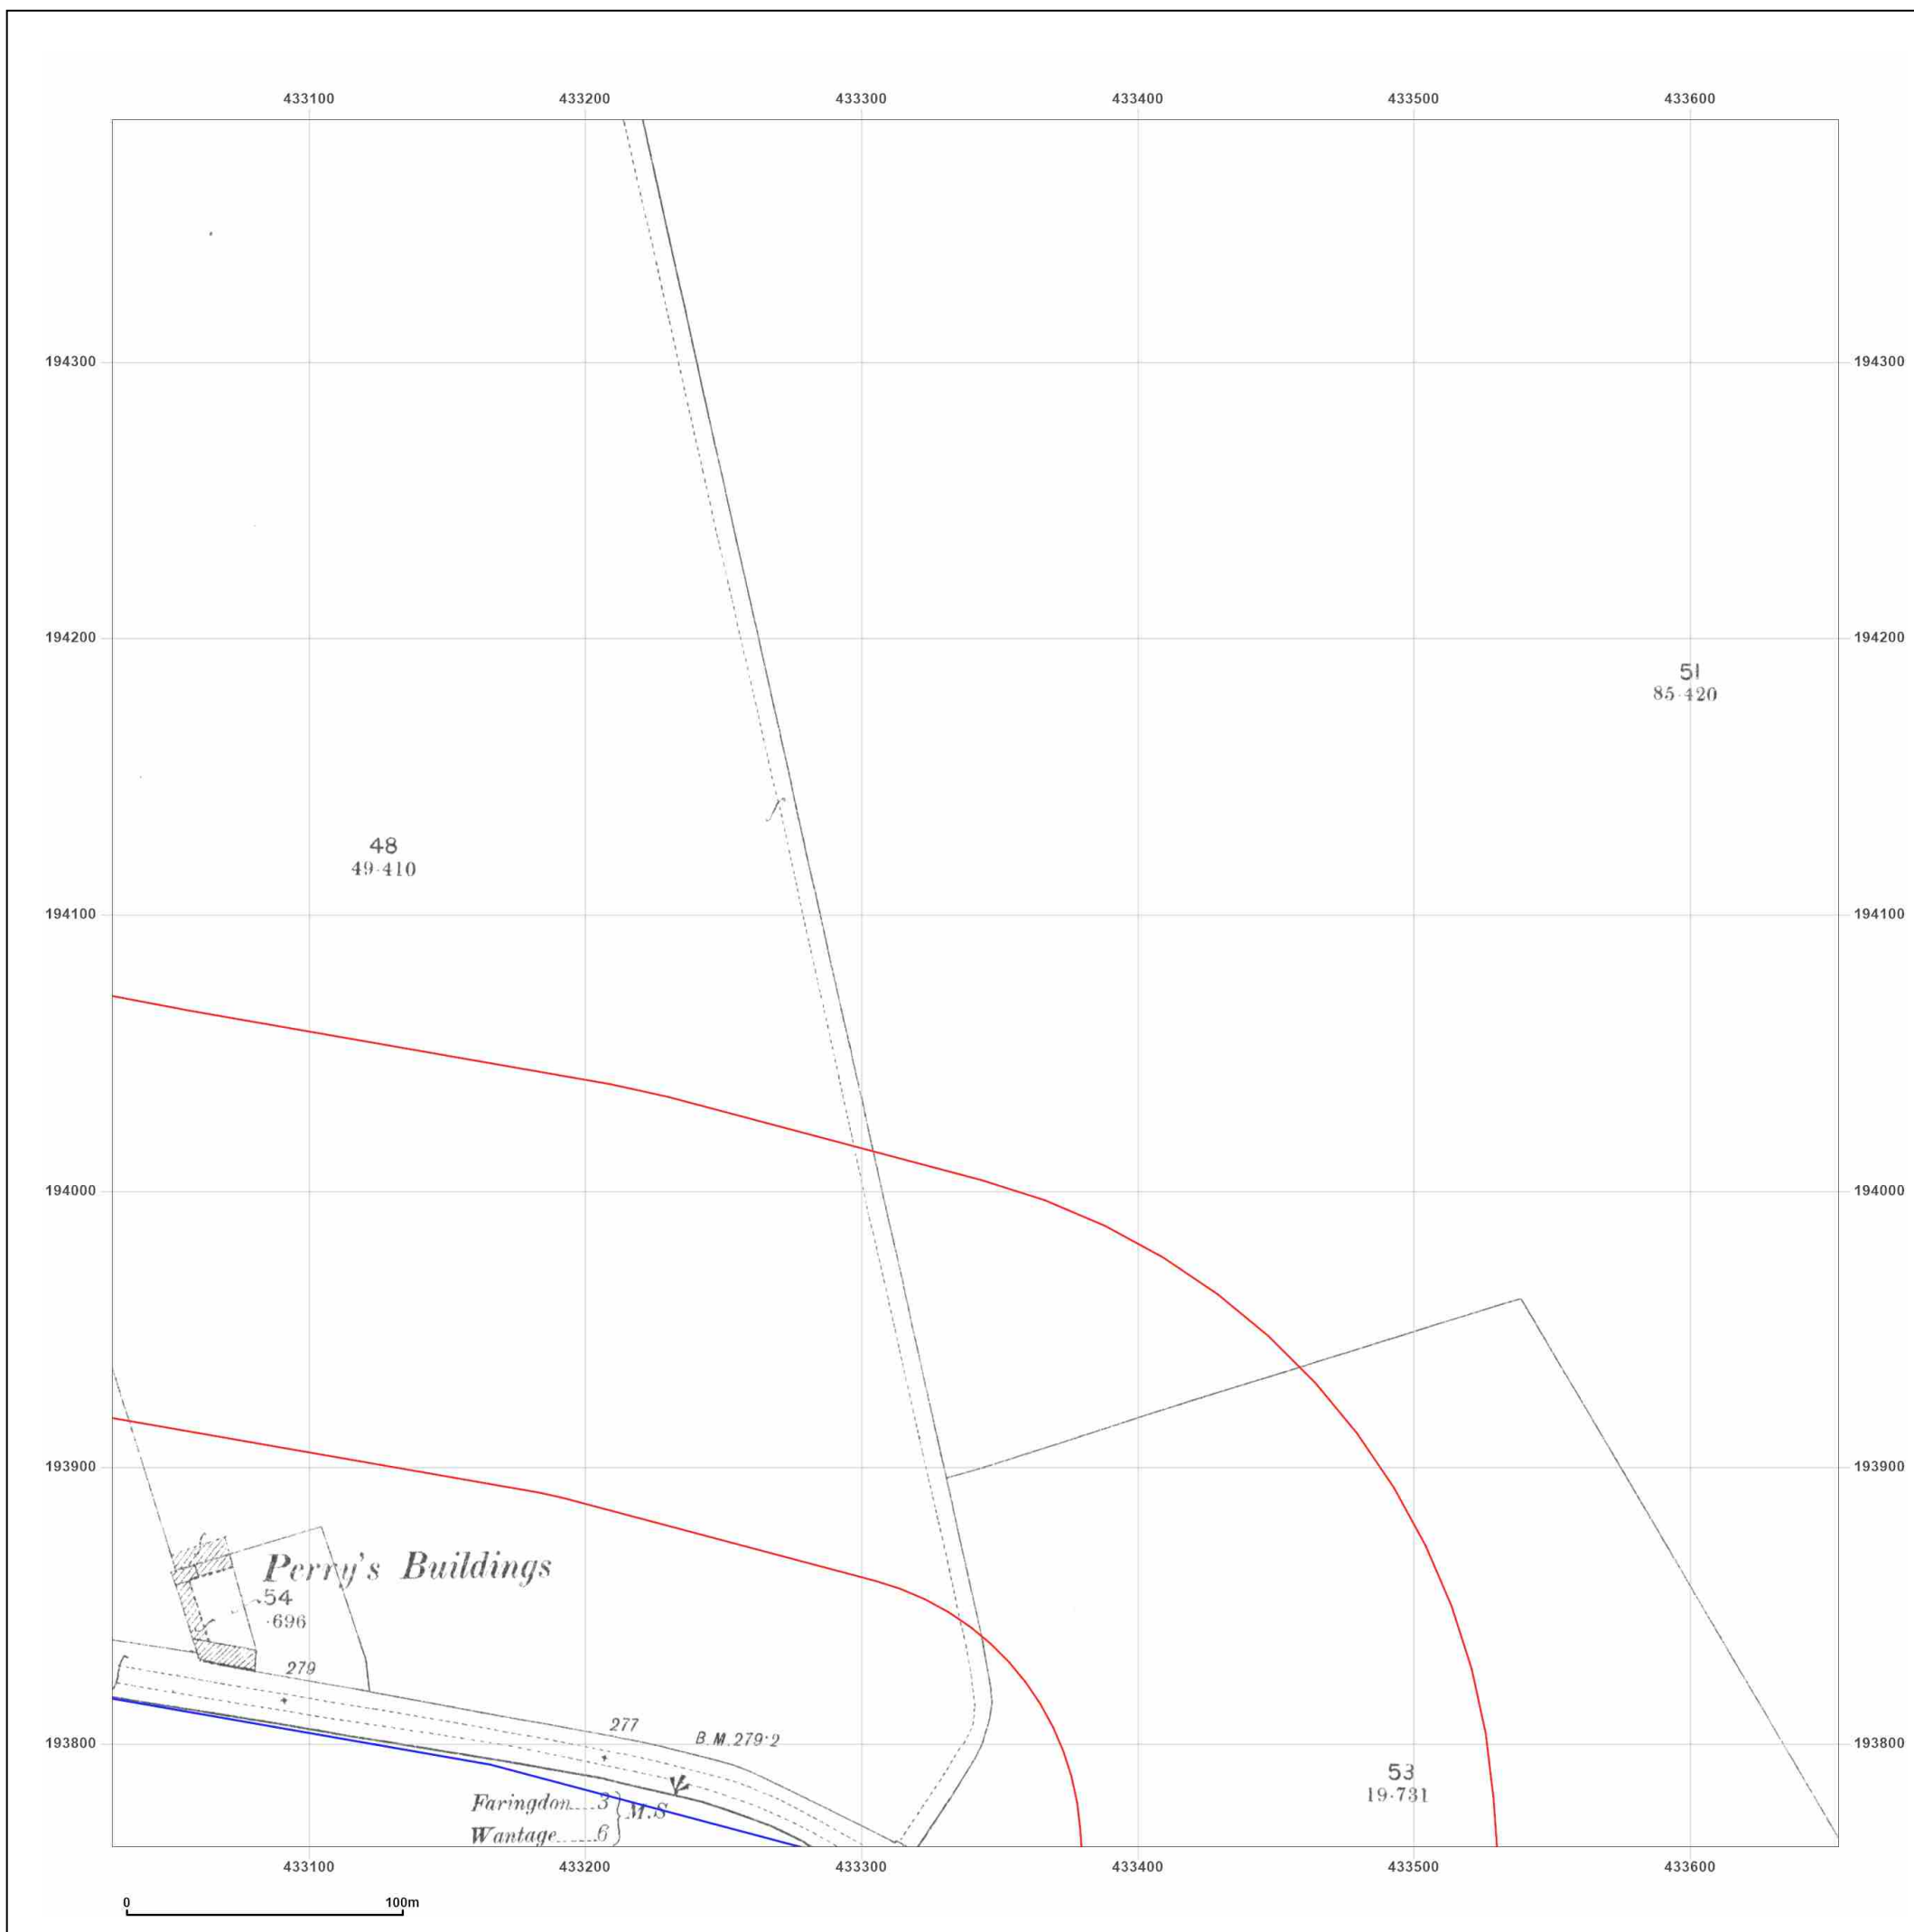 433100 433200 433300 433400 433500 433600
194300 194300
194200 194200
51
85·420
48
49·410
194100 194100
194000 194000
193900 193900
Perry's Buildings
54
·696
279
277
B.M.279·2
193800 193800
53
19·731
Faringdon....3
M.S
Wantage......6
433100 433200 433300 433400 433500 433600
0 100m